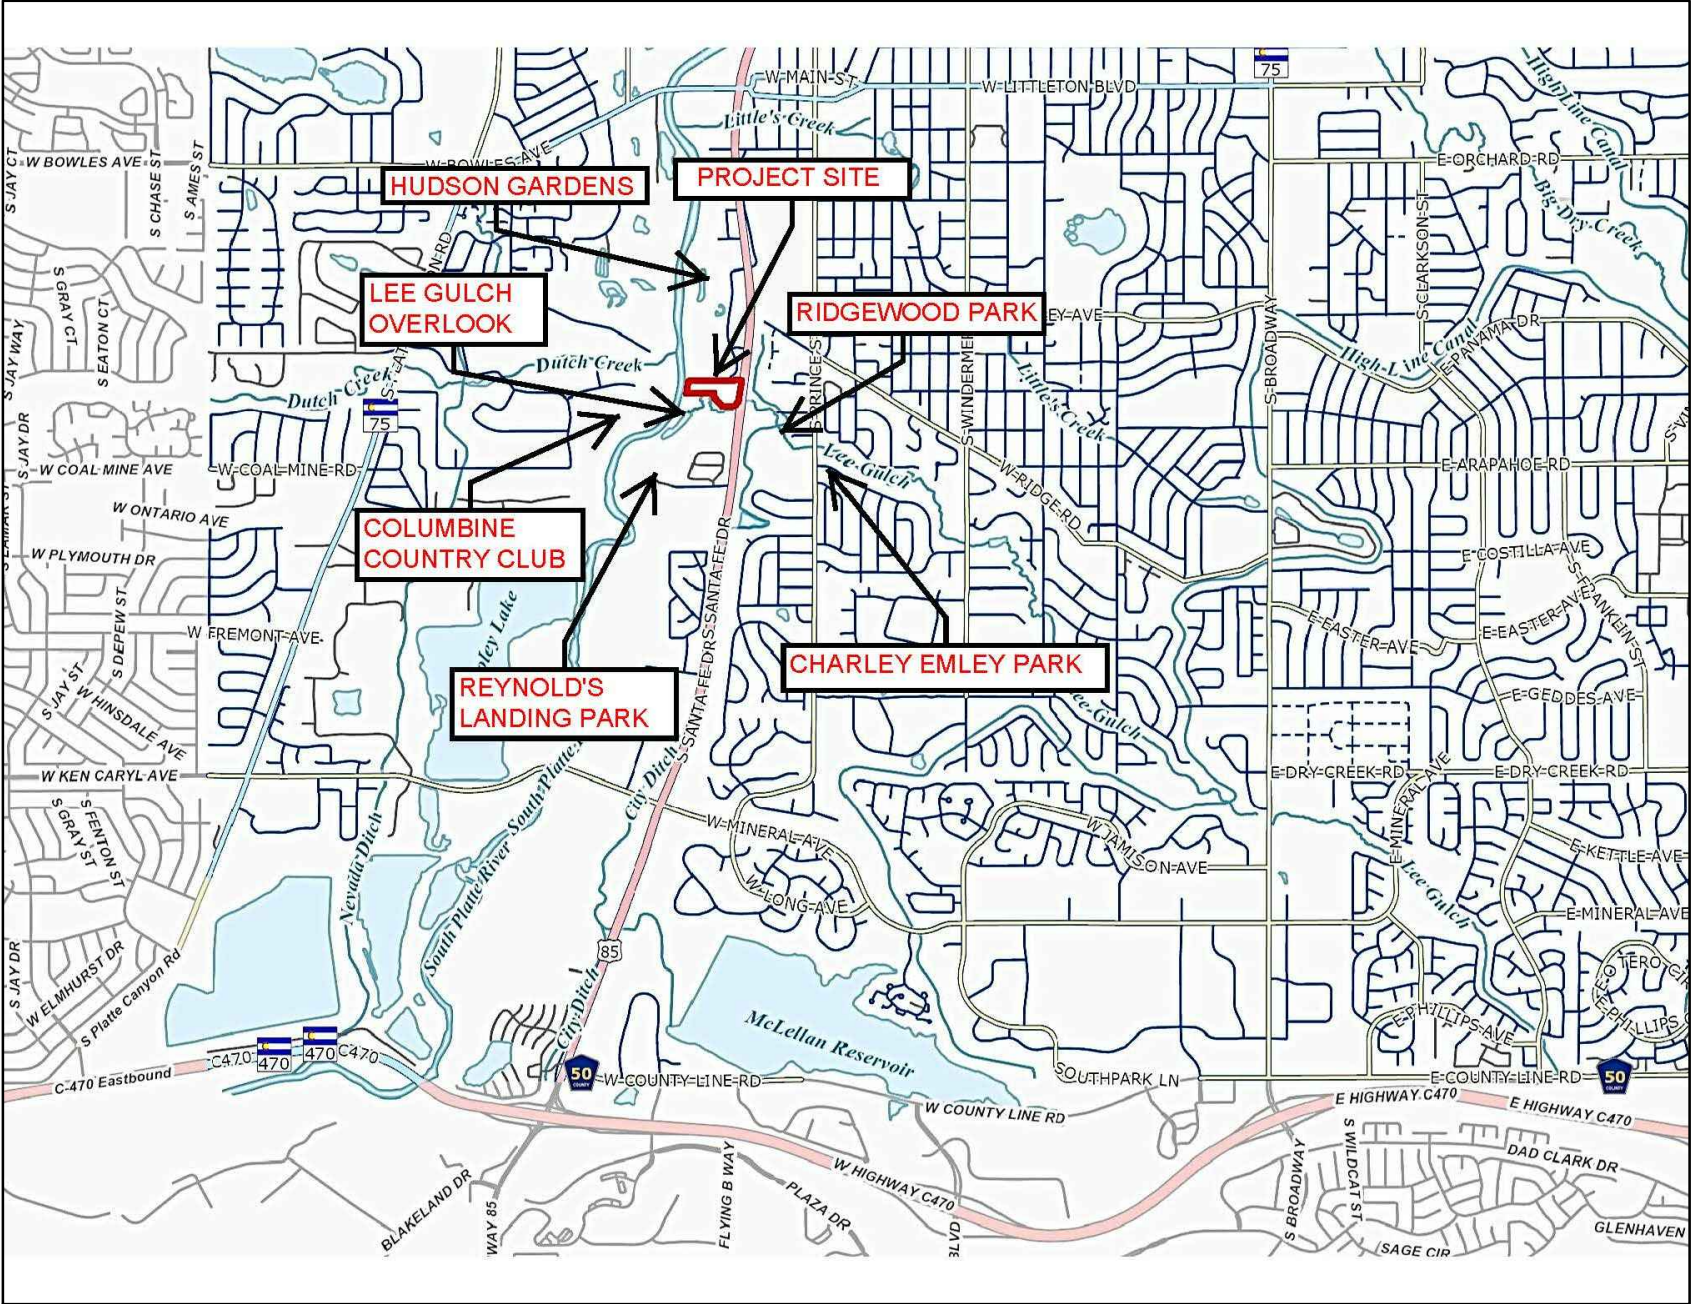 75
W MAIN ST
W LITTLETON BLVD
High Line Canal
Little's Creek
W BOWLES AVE
W BOWLES AVE
E ORCHARD RD
S JAY CT
S CHASE ST
S AMES ST
HUDSON GARDENS
PROJECT SITE
Big Dry Creek
S CLARKSON ST
S GRAY CT
S EATON CT
S JAY WAY
LEE GULCH
OVERLOOK
RIDGEWOOD PARK
EY AVE
E PANAMA DR
High Line Canal
S BROADWAY
Dutch Creek
Dutch Creek
Little's Creek
75
S JAY DR
W COAL MINE AVE
W COAL MINE RD
Lee Gulch
W RIDGE RD
E ARAPAHOE RD
W ONTARIO AVE
COLUMBINE
COUNTRY CLUB
W PLYMOUTH DR
E COSTILLA AVE
S SANTA FE DR
S SANTA FE DR
S SANTA FE DR
S DEPEW ST
W FREMONT AVE
E EASTER AVE
E EASTER AVE
S FRANKLIN ST
CHARLEY EMLEY PARK
REYNOLD'S
LANDING PARK
S JAY ST
W HINSDALE AVE
E GEDDES AVE
W KEN CARYL AVE
E DRY CREEK RD
E DRY CREEK RD
City Ditch
South Platte River
South Platte
W MINERAL AVE
W JAMISON AVE
E MINERAL AVE
E KETTLE AVE
S GRAY ST
S FENTON ST
Nevada Ditch
W LONG AVE
Lee Gulch
E MINERAL AVE
85
S JAY DR
W ELMHURST DR
S Platte Canyon Rd
City Ditch
McLellan Reservoir
E PHILLIPS AVE
E PHILLIPS
C470
470
470
C470
C-470 Eastbound
50
COUNTY
W COUNTY LINE RD
SOUTHPARK LN
E COUNTY LINE RD
50
COUNTY
W COUNTY LINE RD
E HIGHWAY C470
E HIGHWAY C470
W HIGHWAY C470
DAD CLARK DR
S WILDCAT ST
S BROADWAY
BLAKELAND DR
WAY 85
FLYING B WAY
PLAZA DR
BLVD
GLENHAVEN
SAGE CIR